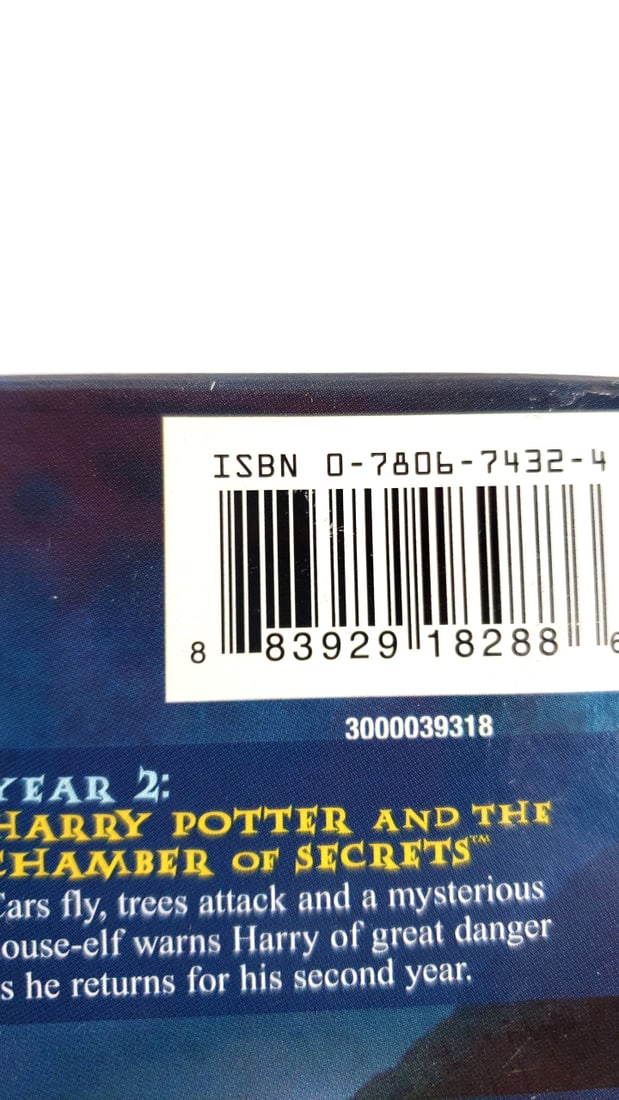 ISBN 0-7806-7432-4
8 83929 18288 6
3000039318
YEAR 2:
HARRY POTTER AND THE
CHAMBER OF SECRETS™
Cars fly, trees attack and a mysterious
ouse-elf warns Harry of great danger
s he returns for his second year.